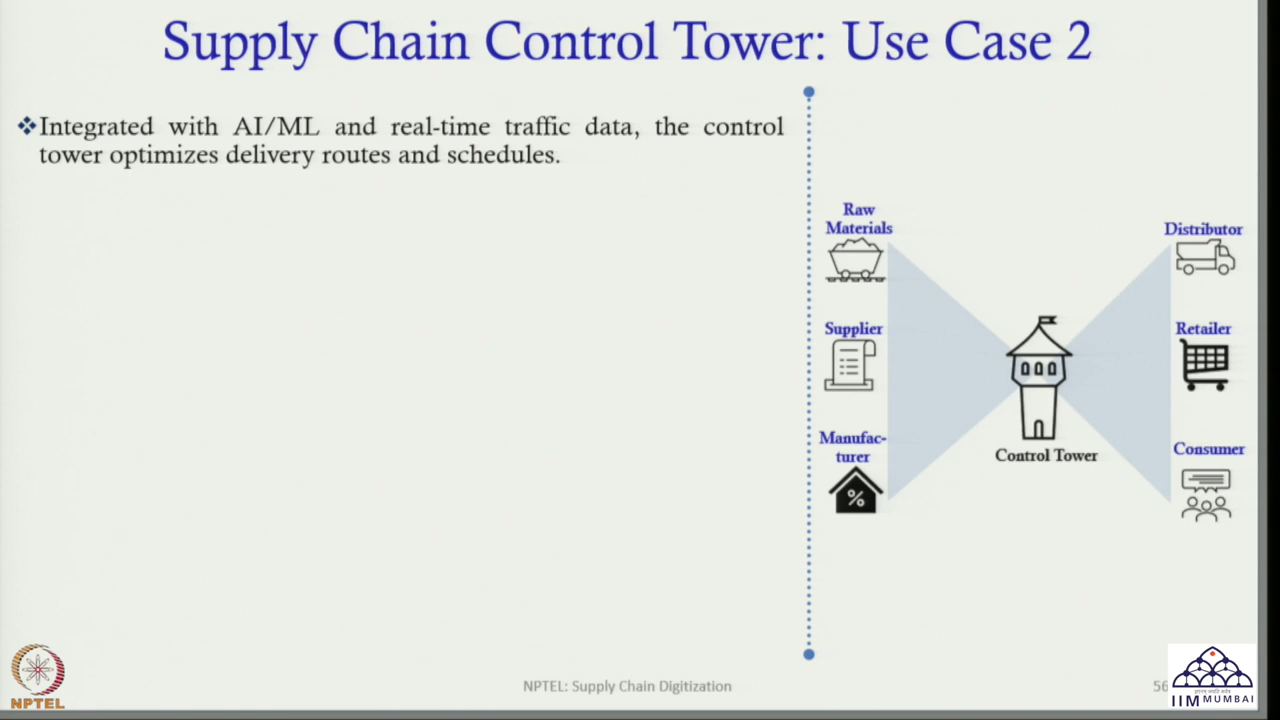 Supply Chain Control Tower: Use Case 2
❖Integrated with AI/ML and real-time traffic data, the control
tower optimizes delivery routes and schedules.
Raw
Materials
Supplier
Manufac-
turer
%
Control Tower
Distributor
Retailer
Consumer
NPTEL
NPTEL: Supply Chain Digitization
56
IIM MUMBAI